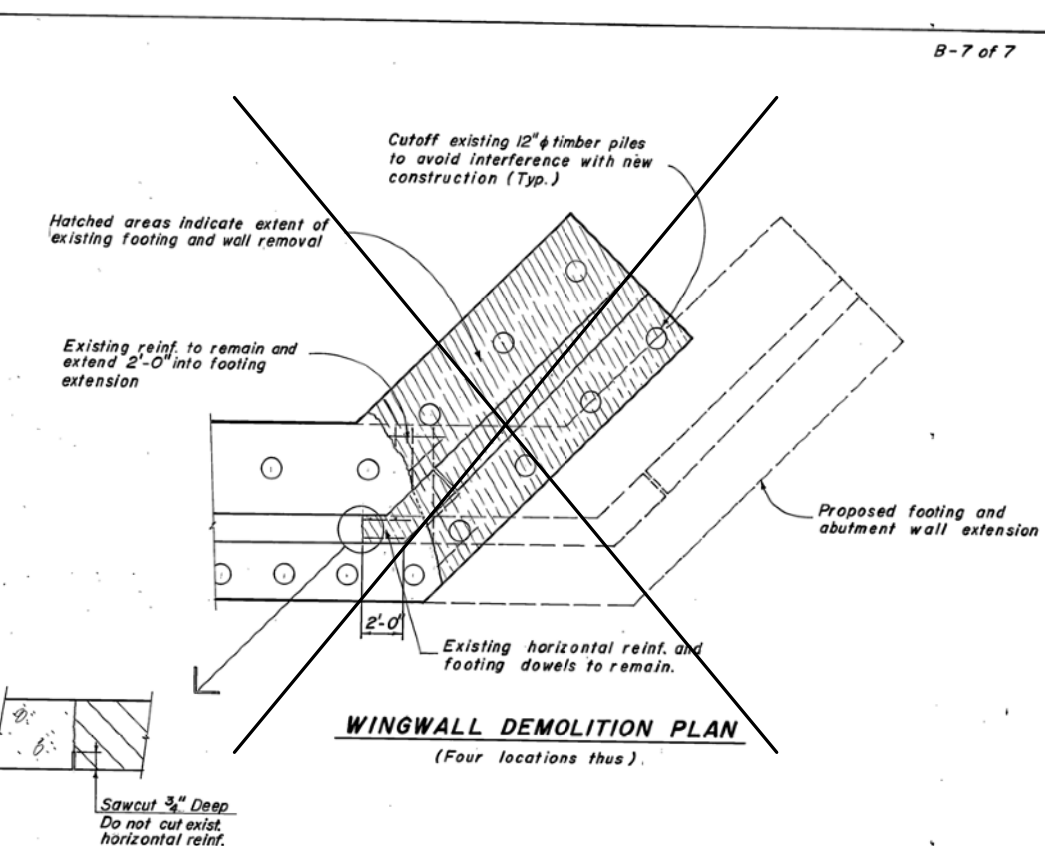 B-7 of 7
Cutoff existing 12" φ timber piles
to avoid interference with new
construction (Typ.)
Hatched areas indicate extent of
existing footing and wall removal
Existing reinf. to remain and
extend 2'-0" into footing
extension
Proposed footing and
abutment wall extension
2'-0"
Existing horizontal reinf. and
footing dowels to remain.
WINGWALL DEMOLITION PLAN
(Four locations thus)
Sawcut 3/4" Deep
Do not cut exist.
horizontal reinf.